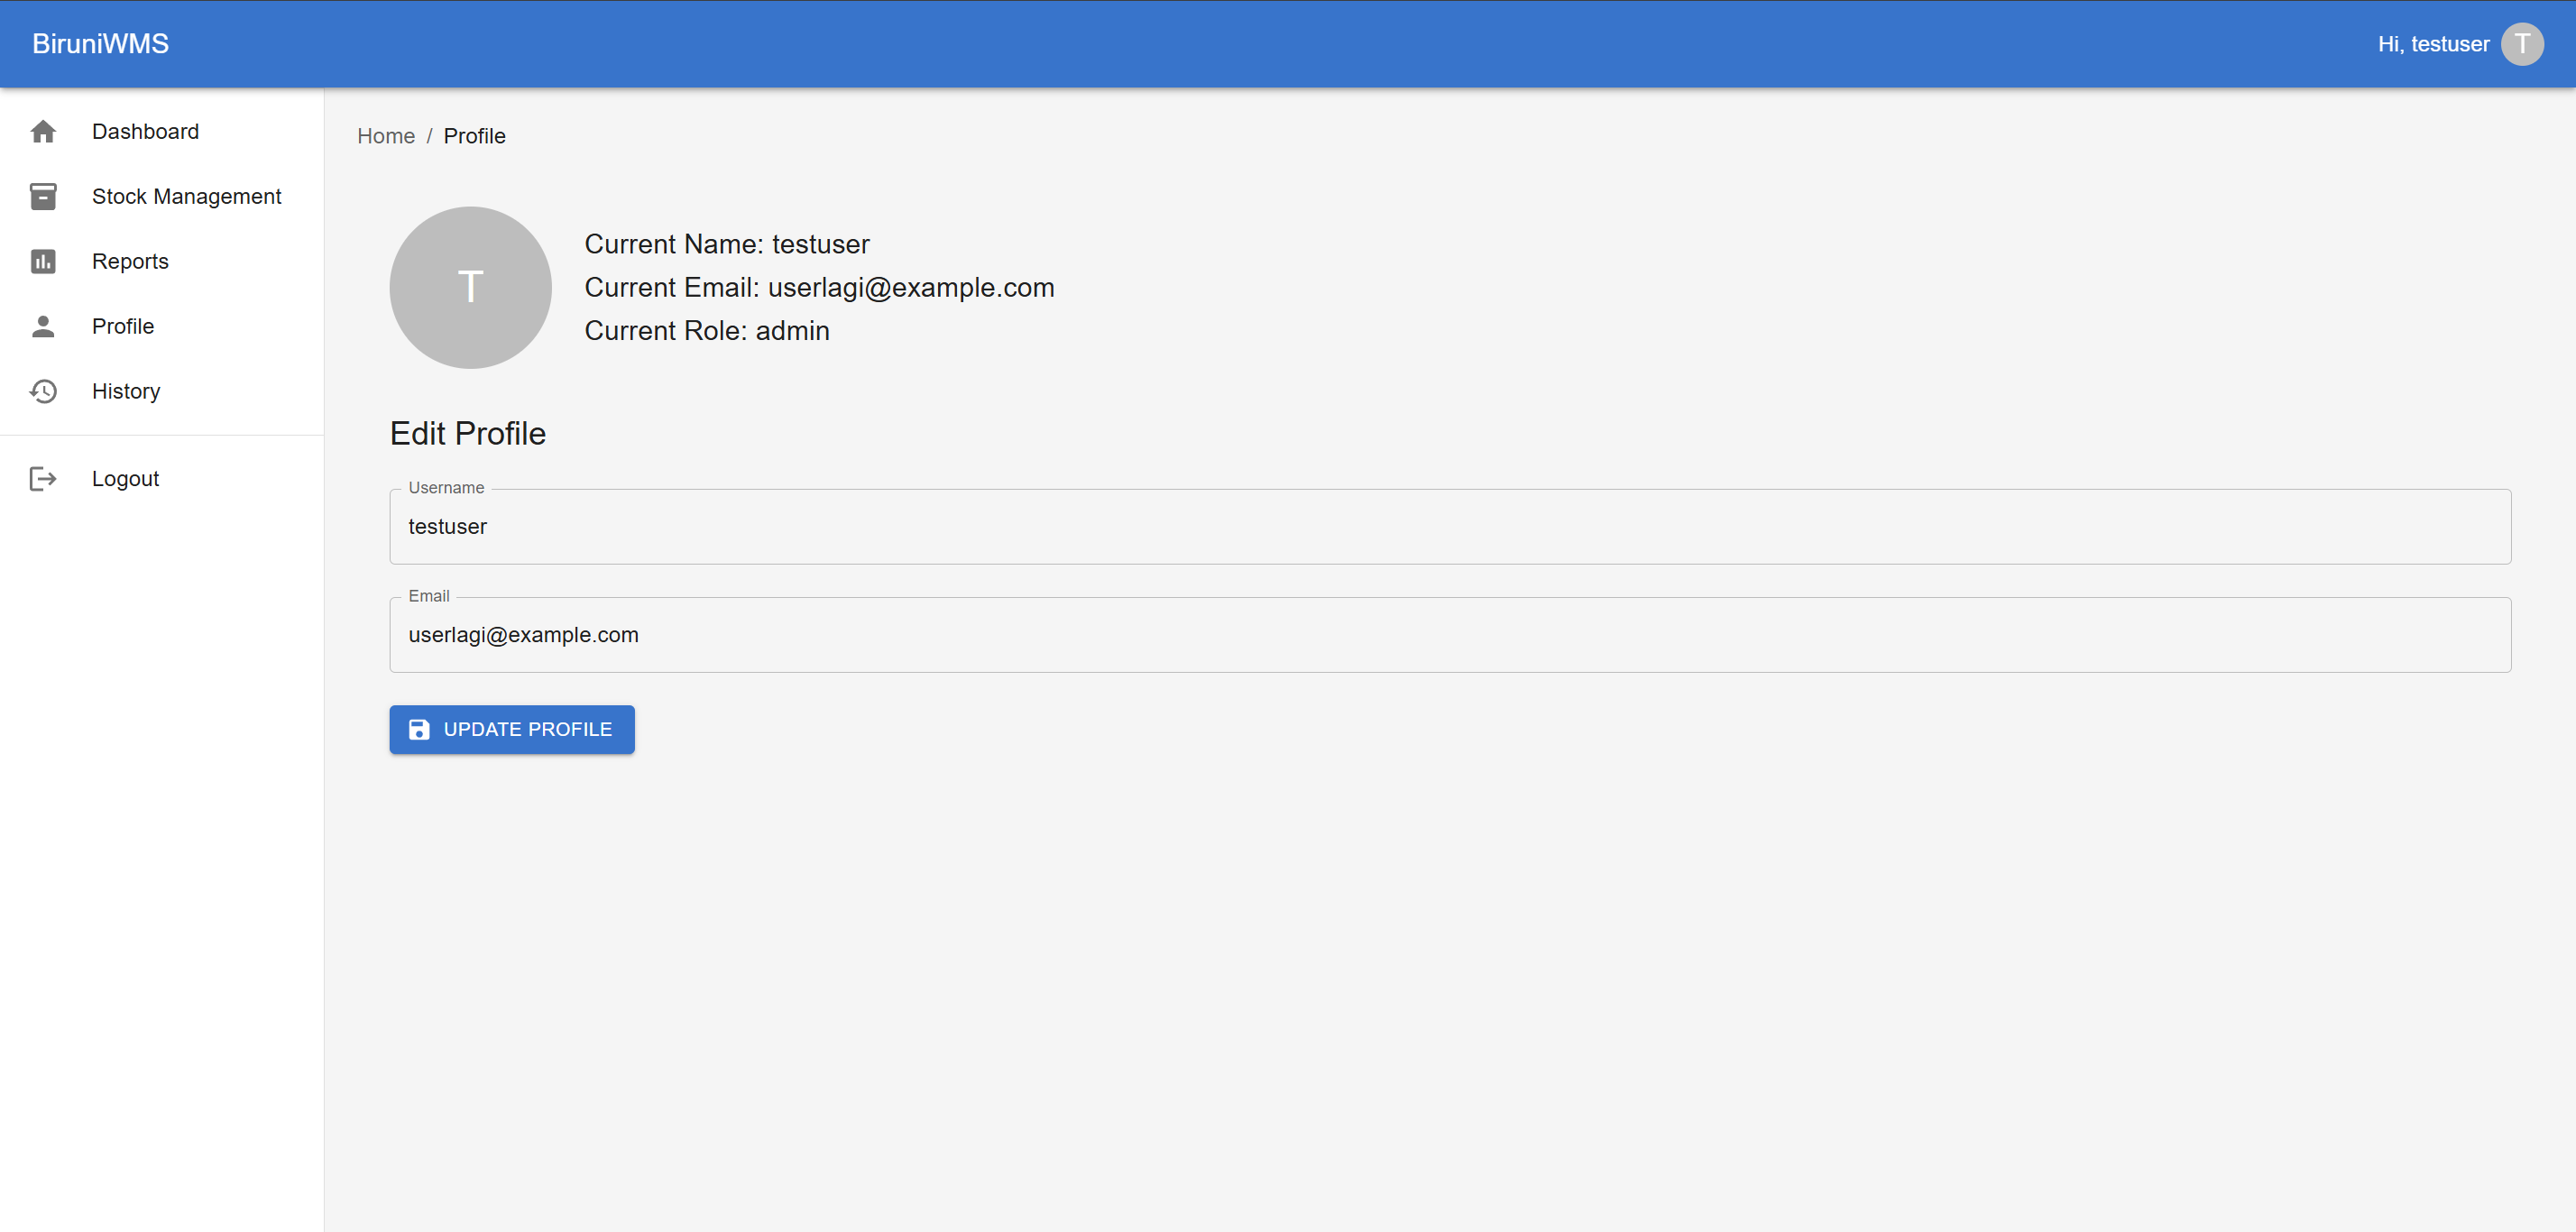 BiruniWMS
Hi, testuser T
Dashboard
Stock Management
Reports
Profile
History
Logout
Home / Profile
T
Current Name: testuser
Current Email: userlagi@example.com
Current Role: admin
Edit Profile
Username
testuser
Email
userlagi@example.com
UPDATE PROFILE